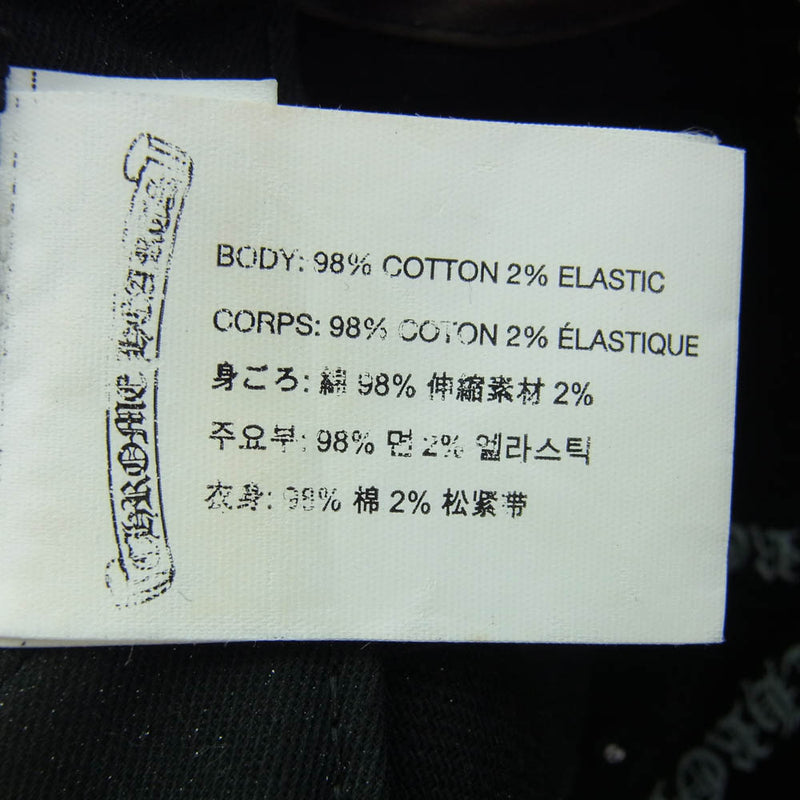 CHROME HEARTS
BODY: 98% COTTON 2% ELASTIC
CORPS: 98% COTON 2% ÉLASTIQUE
身ごろ: 綿 98% 伸縮素材 2%
주요부: 98% 면 2% 엘라스틱
衣身: 98% 棉 2% 松紧带